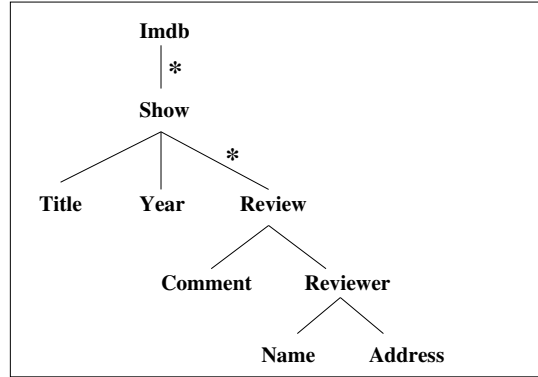 Imdb
*
Show
*
Title Year Review
Comment Reviewer
Name Address